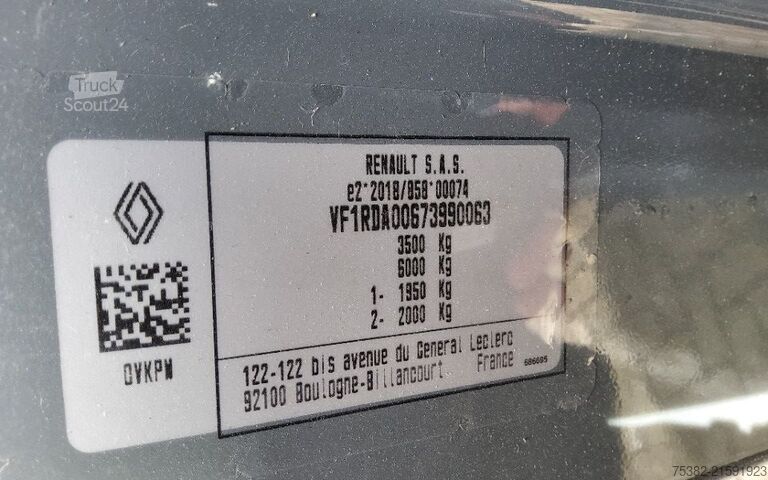 Truck
Scout24
RENAULT S.A.S.
e2*2018/858*00074
VF1RDA00673990063
3500 Kg
6000 Kg
1- 1950 Kg
2- 2000 Kg
OVKPW
122-122 bis avenue du General Leclerc
92100 Boulogne-Billancourt France
686695
75382-21591923